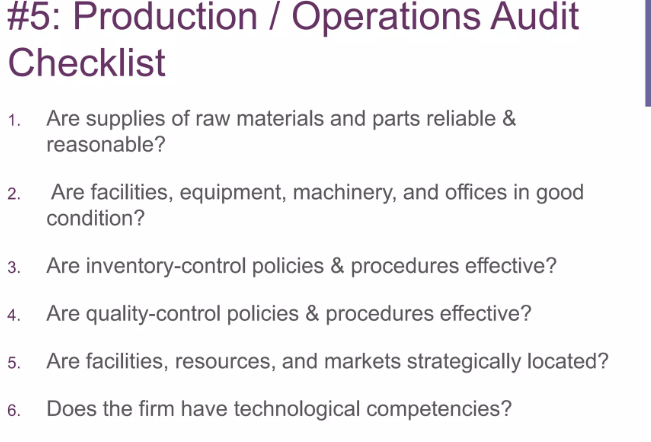 #5: Production / Operations Audit
Checklist
1. Are supplies of raw materials and parts reliable &
reasonable?
2. Are facilities, equipment, machinery, and offices in good
condition?
3. Are inventory-control policies & procedures effective?
4. Are quality-control policies & procedures effective?
5. Are facilities, resources, and markets strategically located?
6. Does the firm have technological competencies?